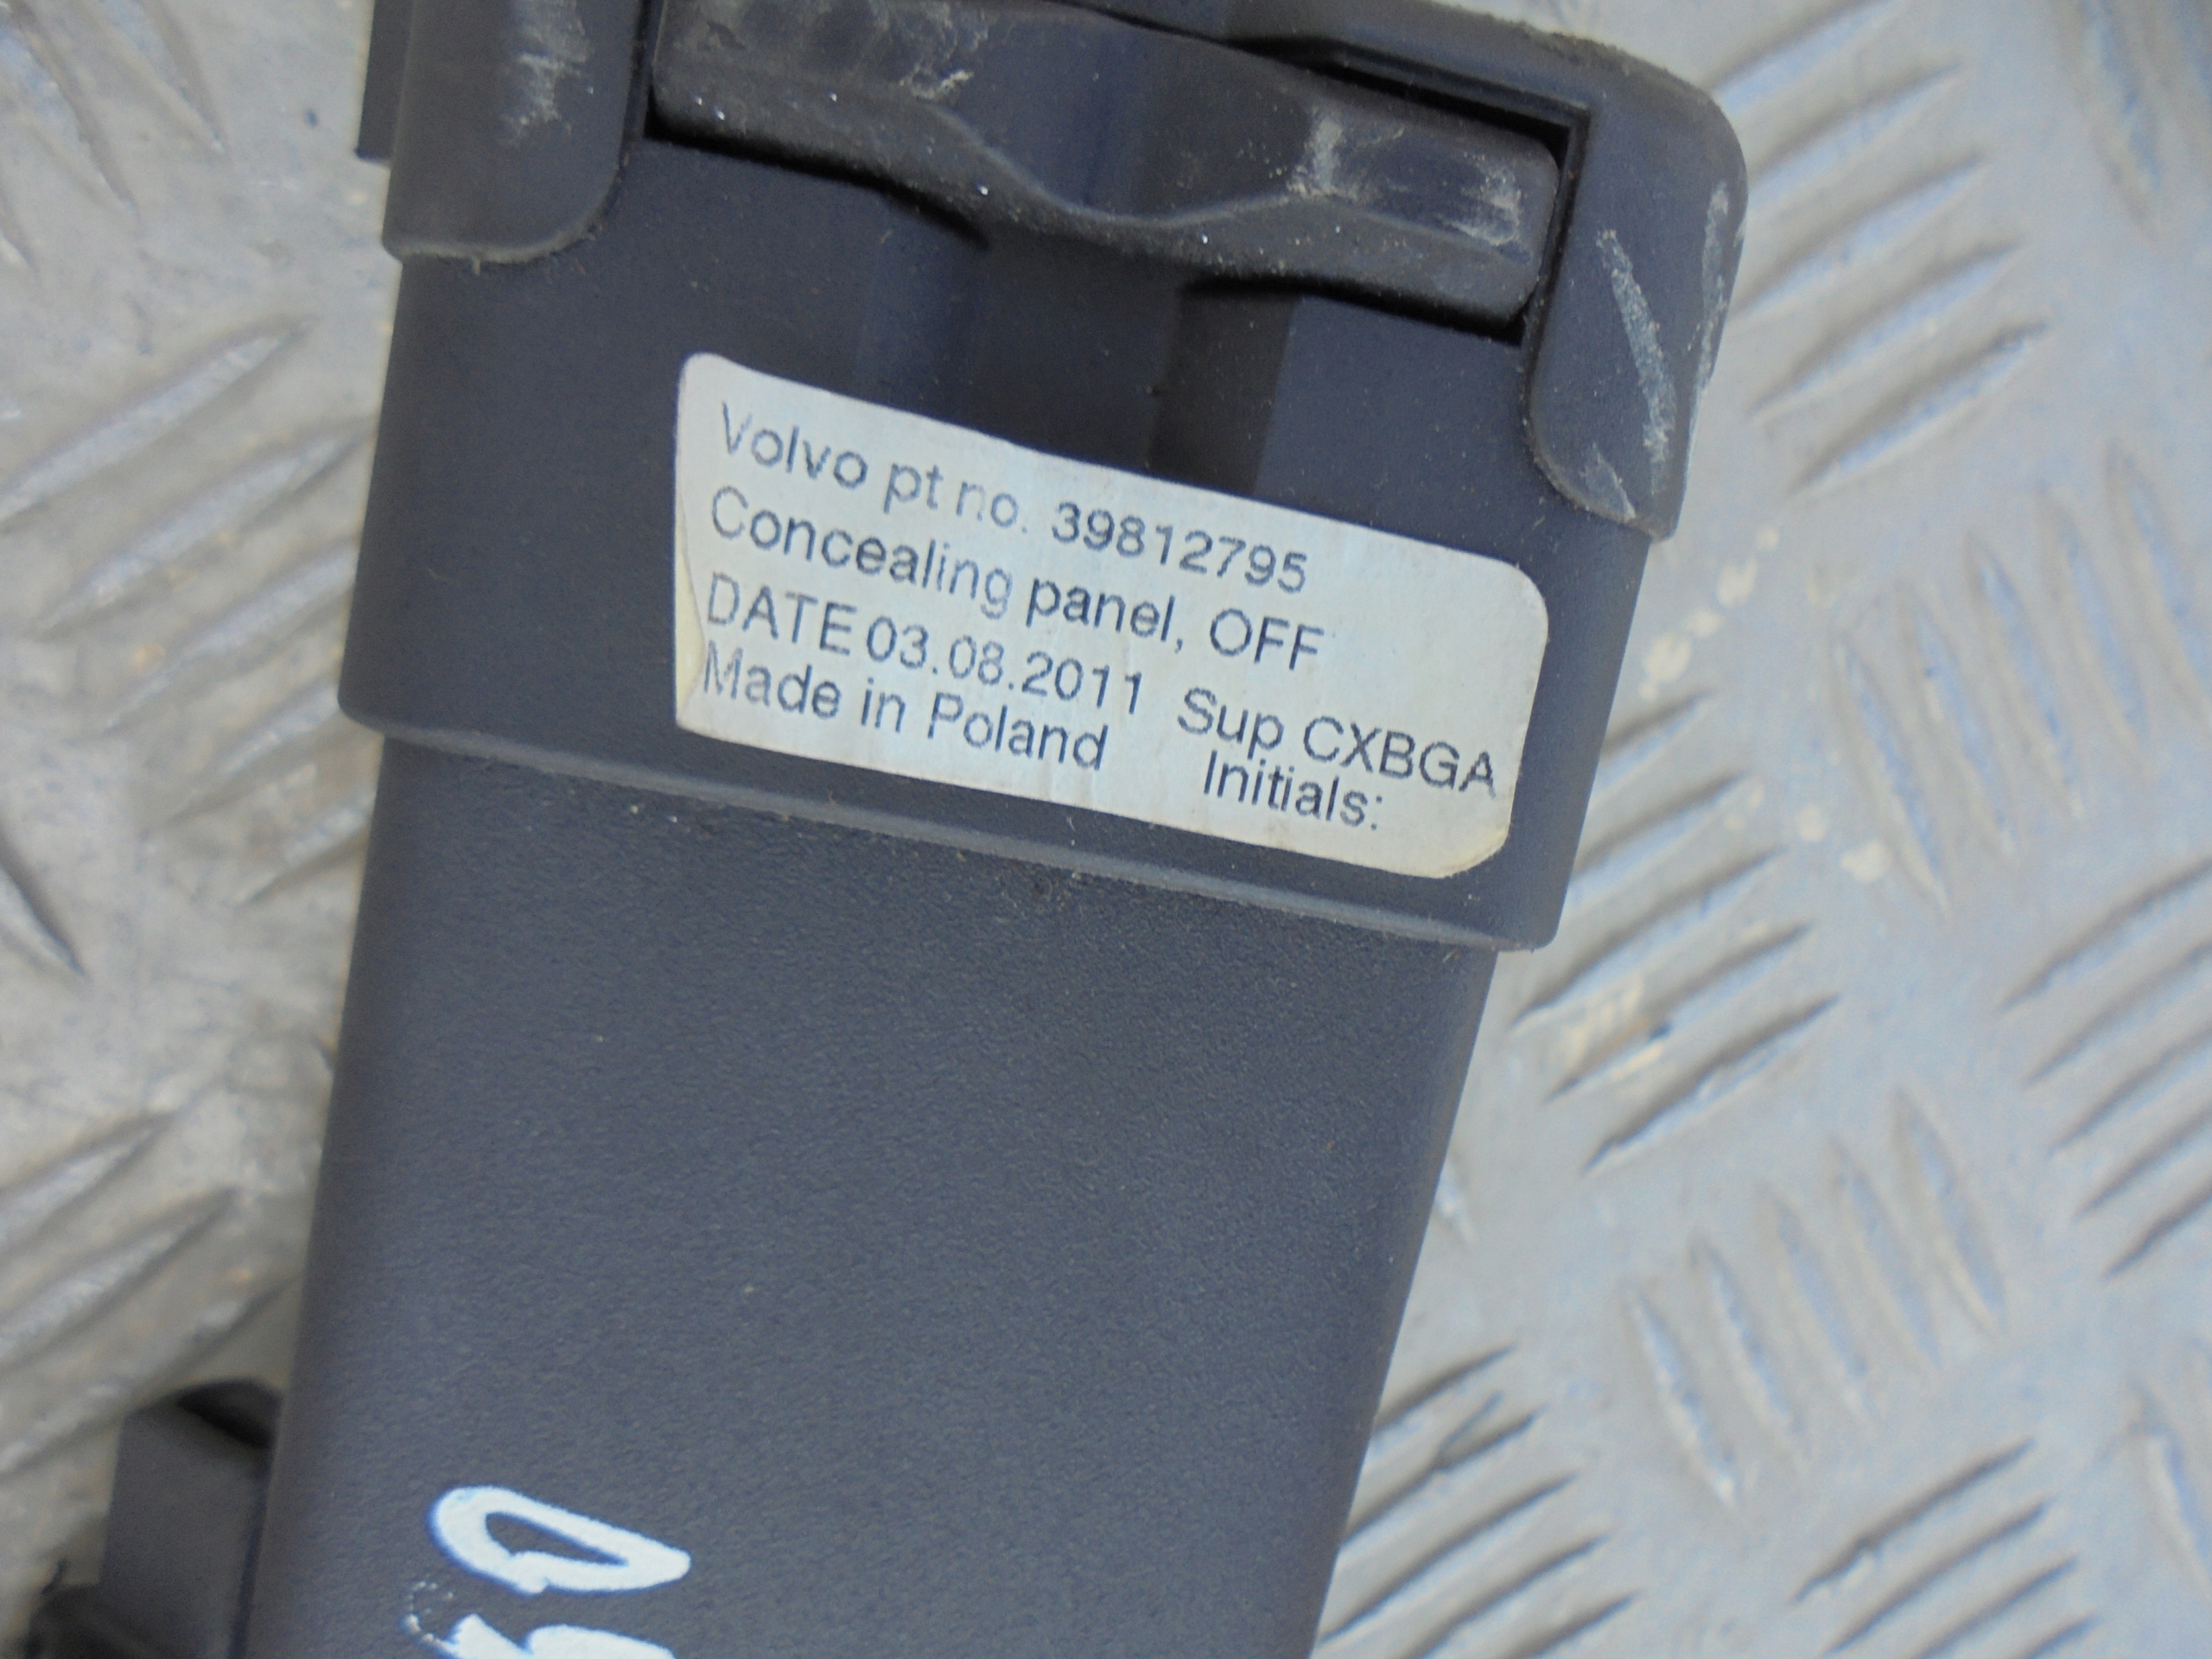 Volvo pt no. 39812795
Concealing panel, OFF
DATE 03.08.2011 Sup CXBGA
Made in Poland Initials: